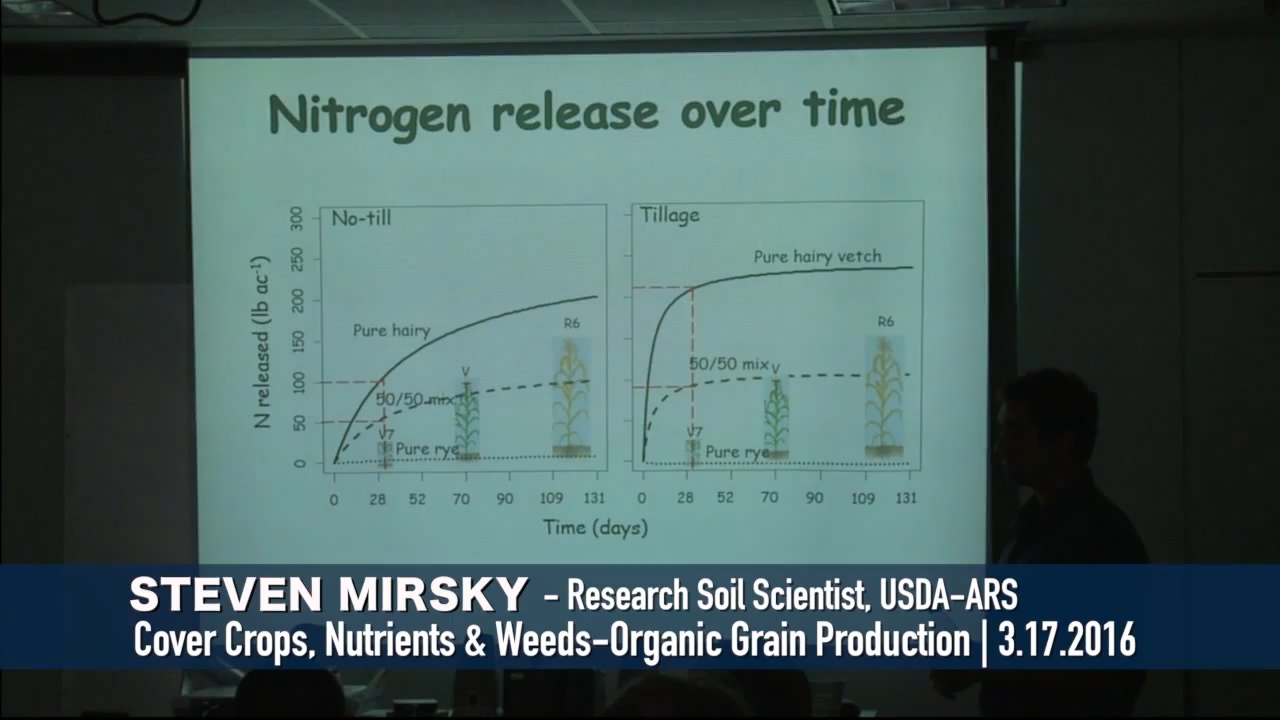 Nitrogen release over time
N released (lb ac⁻¹)
300
250
200
150
100
50
0
No-till
Pure hairy
50/50 mix
Pure rye
V7
V
R6
0 28 52 70 90 109 131
Tillage
Pure hairy vetch
50/50 mix
Pure rye
V7
V
R6
0 28 52 70 90 109 131
Time (days)
STEVEN MIRSKY - Research Soil Scientist, USDA-ARS
Cover Crops, Nutrients & Weeds-Organic Grain Production | 3.17.2016